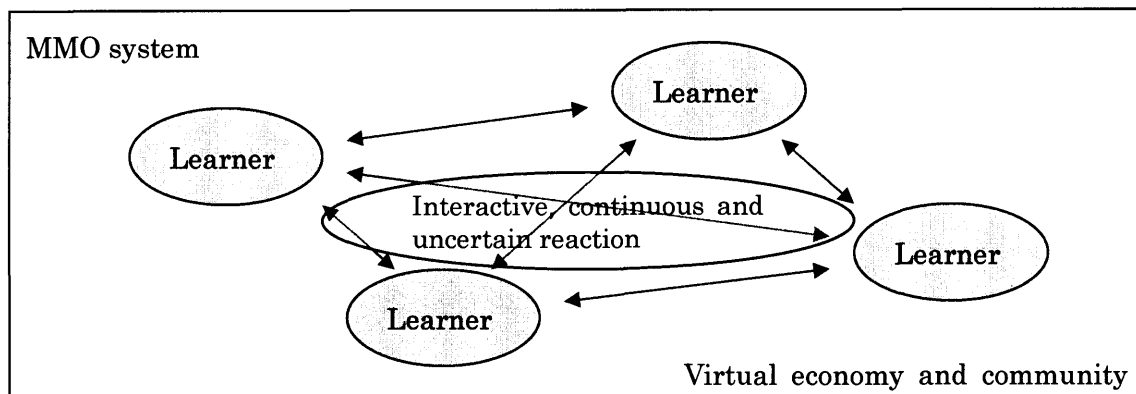 MMO system
Learner
Learner
Interactive, continuous and
uncertain reaction
Learner
Learner
Virtual economy and community